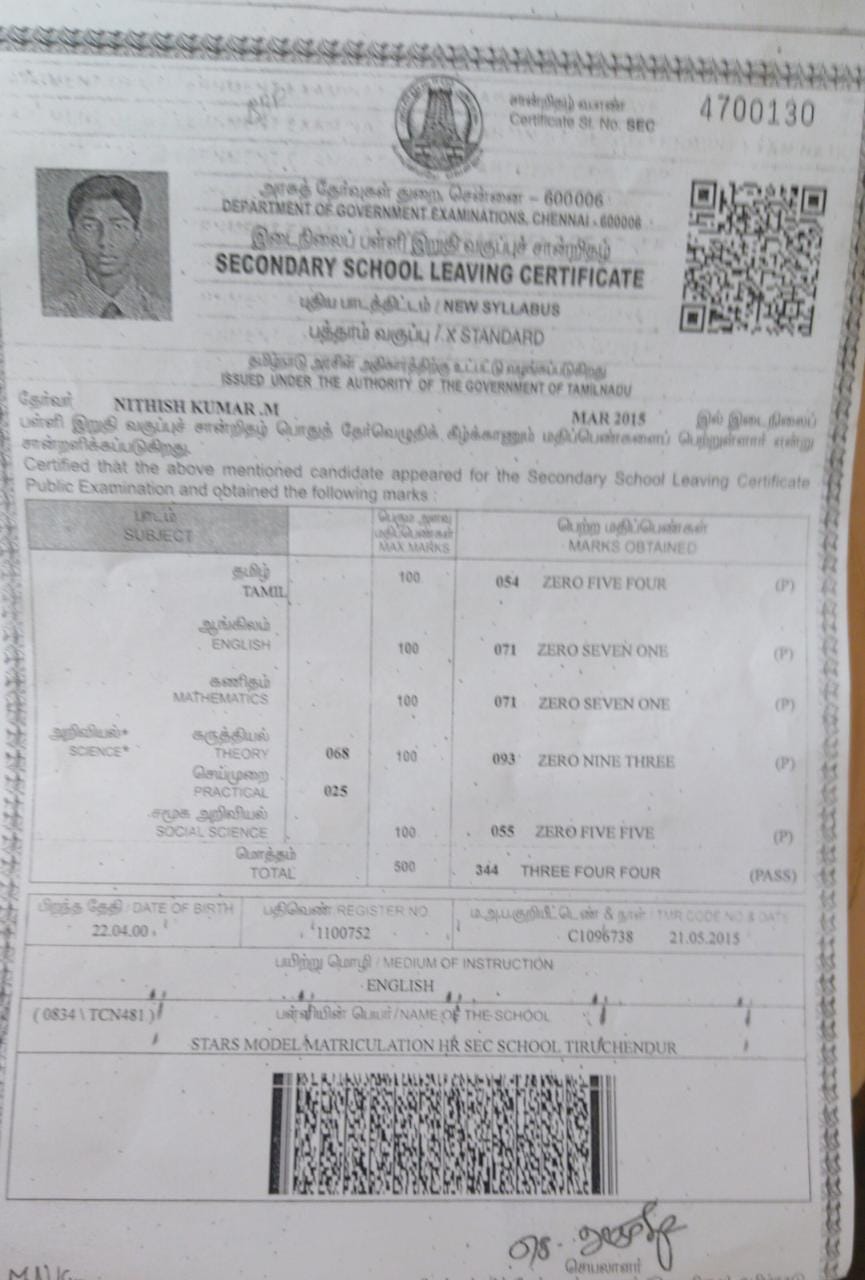 சான்றிதழ் வ.எண்
Certificate Sl. No. SEC 4700130
அரசுத் தேர்வுகள் துறை, சென்னை – 600006
DEPARTMENT OF GOVERNMENT EXAMINATIONS, CHENNAI - 600006
இடைநிலைப் பள்ளி இறுதி வகுப்புச் சான்றிதழ்
SECONDARY SCHOOL LEAVING CERTIFICATE
புதிய பாடத்திட்டம் / NEW SYLLABUS
பத்தாம் வகுப்பு / X STANDARD
தமிழ்நாடு அரசின் அதிகாரத்திற்கு உட்பட்டு வழங்கப்படுகிறது
ISSUED UNDER THE AUTHORITY OF THE GOVERNMENT OF TAMILNADU
தேர்வர் NITHISH KUMAR .M MAR 2015 இல் இடைநிலைப்
பள்ளி இறுதி வகுப்புச் சான்றிதழ் பொதுத் தேர்வெழுதிக் கீழ்க்காணும் மதிப்பெண்களைப் பெற்றுள்ளார் என்று
சான்றளிக்கப்படுகிறது.
Certified that the above mentioned candidate appeared for the Secondary School Leaving Certificate
Public Examination and obtained the following marks :
பாடம் பெரும அளவு பெற்ற மதிப்பெண்கள்
SUBJECT மதிப்பெண்கள் MARKS OBTAINED
MAX MARKS
தமிழ்
TAMIL 100 054 ZERO FIVE FOUR (P)
ஆங்கிலம்
ENGLISH 100 071 ZERO SEVEN ONE (P)
கணிதம்
MATHEMATICS 100 071 ZERO SEVEN ONE (P)
அறிவியல்* கருத்தியல்
SCIENCE* THEORY 068 100 093 ZERO NINE THREE (P)
செய்முறை
PRACTICAL 025
சமூக அறிவியல்
SOCIAL SCIENCE 100 055 ZERO FIVE FIVE (P)
மொத்தம்
TOTAL 500 344 THREE FOUR FOUR (PASS)
பிறந்த தேதி / DATE OF BIRTH பதிவெண் / REGISTER NO. ம.அ.ப.குறியீட்டெண் & நாள் / TMR CODE NO & DATE
22.04.00 1100752 C1096738 21.05.2015
பயிற்று மொழி / MEDIUM OF INSTRUCTION
ENGLISH
( 0834 \ TCN481 ) பள்ளியின் பெயர் / NAME OF THE SCHOOL
STARS MODEL MATRICULATION HR SEC SCHOOL TIRUCHENDUR
செயலாளர்